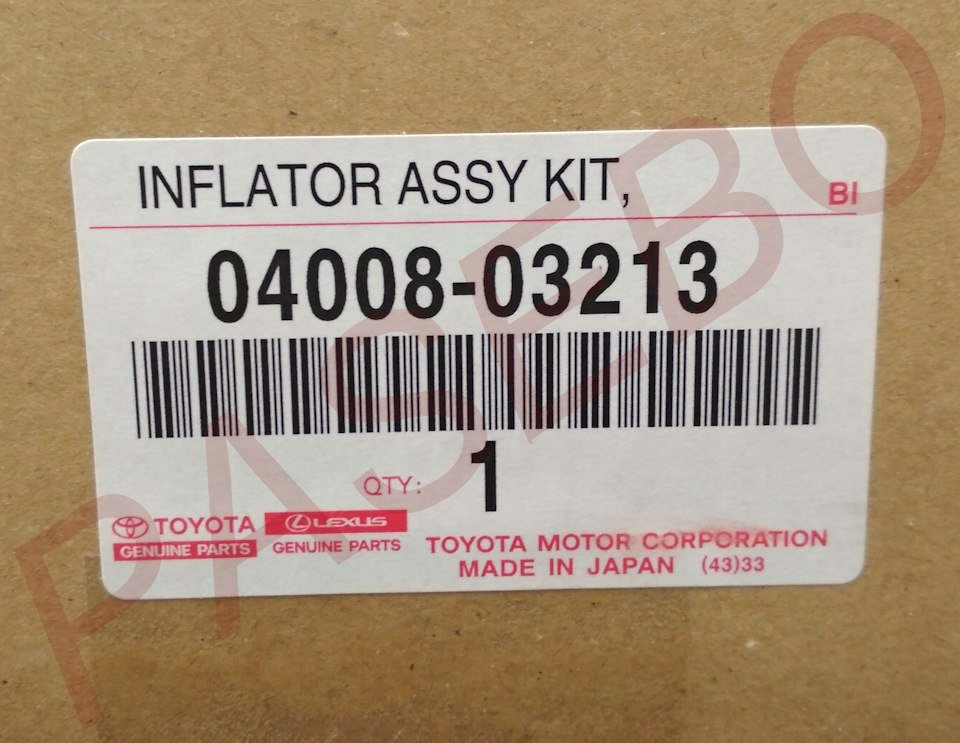 INFLATOR ASSY KIT,
BI
04008-03213
QTY: 1
TOYOTA
GENUINE PARTS
LEXUS
GENUINE PARTS
TOYOTA MOTOR CORPORATION
MADE IN JAPAN (43)33
PASEBO